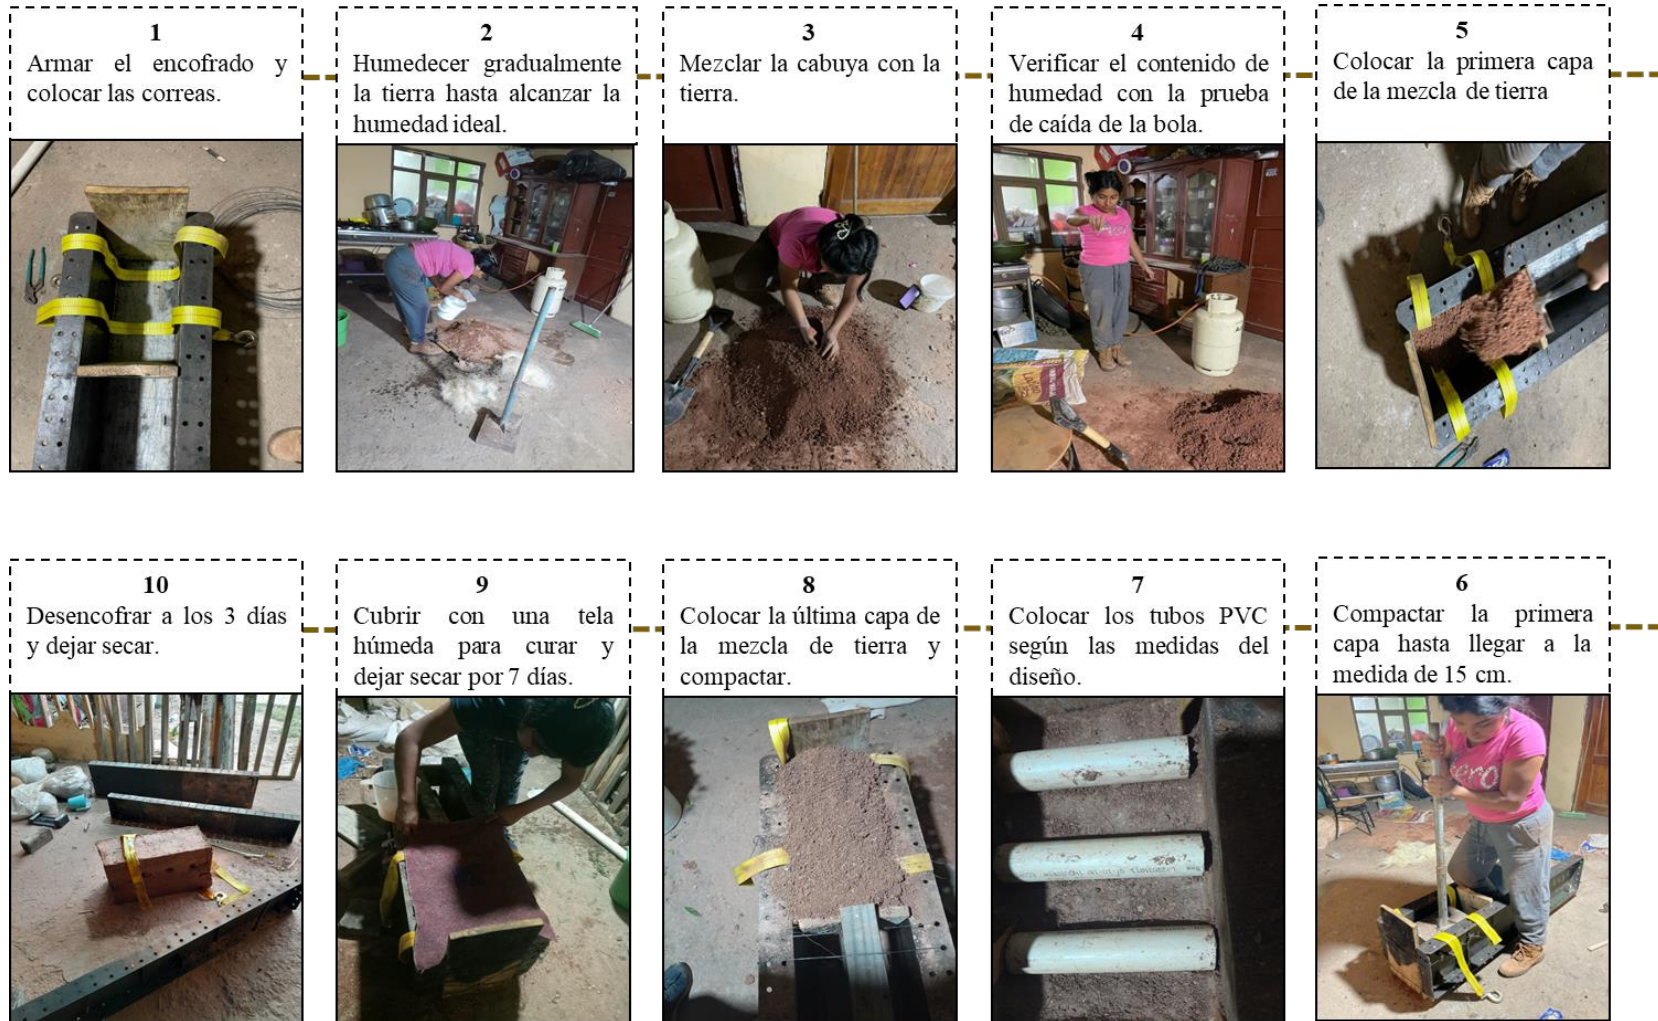 1
Armar el encofrado y
colocar las correas.
2
Humedecer gradualmente
la tierra hasta alcanzar la
humedad ideal.
3
Mezclar la cabuya con la
tierra.
4
Verificar el contenido de
humedad con la prueba
de caída de la bola.
5
Colocar la primera capa
de la mezcla de tierra
10
Desencofrar a los 3 días
y dejar secar.
9
Cubrir con una tela
húmeda para curar y
dejar secar por 7 días.
8
Colocar la última capa de
la mezcla de tierra y
compactar.
7
Colocar los tubos PVC
según las medidas del
diseño.
6
Compactar la primera
capa hasta llegar a la
medida de 15 cm.